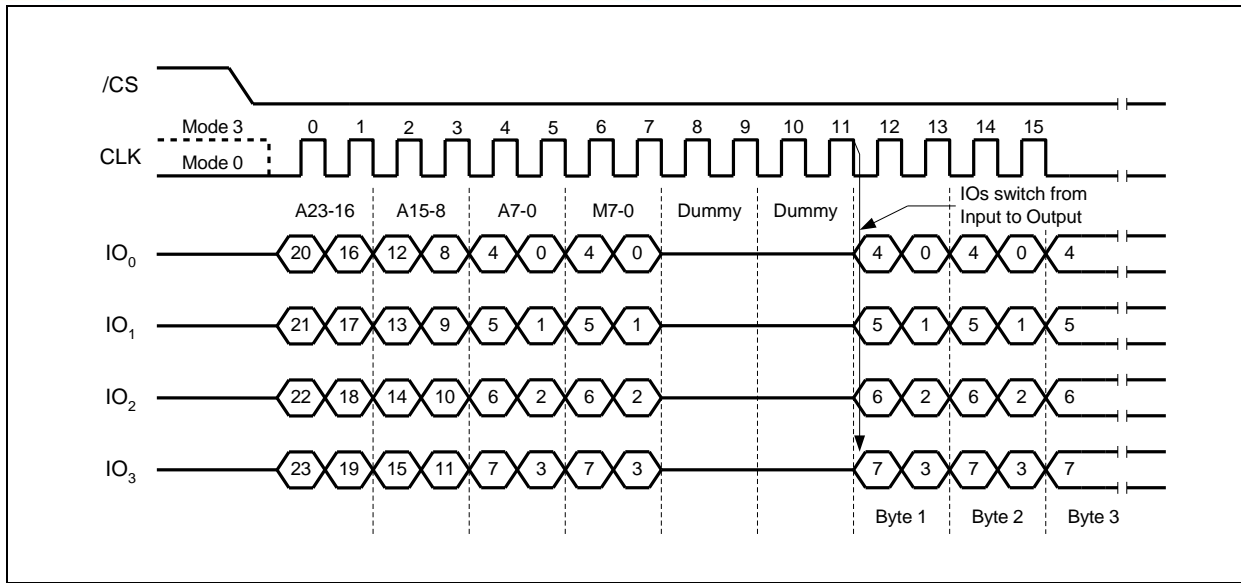 /CS
Mode 3 0 1 2 3 4 5 6 7 8 9 10 11 12 13 14 15
CLK
Mode 0
A23-16 A15-8 A7-0 M7-0 Dummy Dummy
IOs switch from
Input to Output
IO0 20 16 12 8 4 0 4 0 4 0 4 0 4
IO1 21 17 13 9 5 1 5 1 5 1 5 1 5
IO2 22 18 14 10 6 2 6 2 6 2 6 2 6
IO3 23 19 15 11 7 3 7 3 7 3 7 3 7
Byte 1 Byte 2 Byte 3